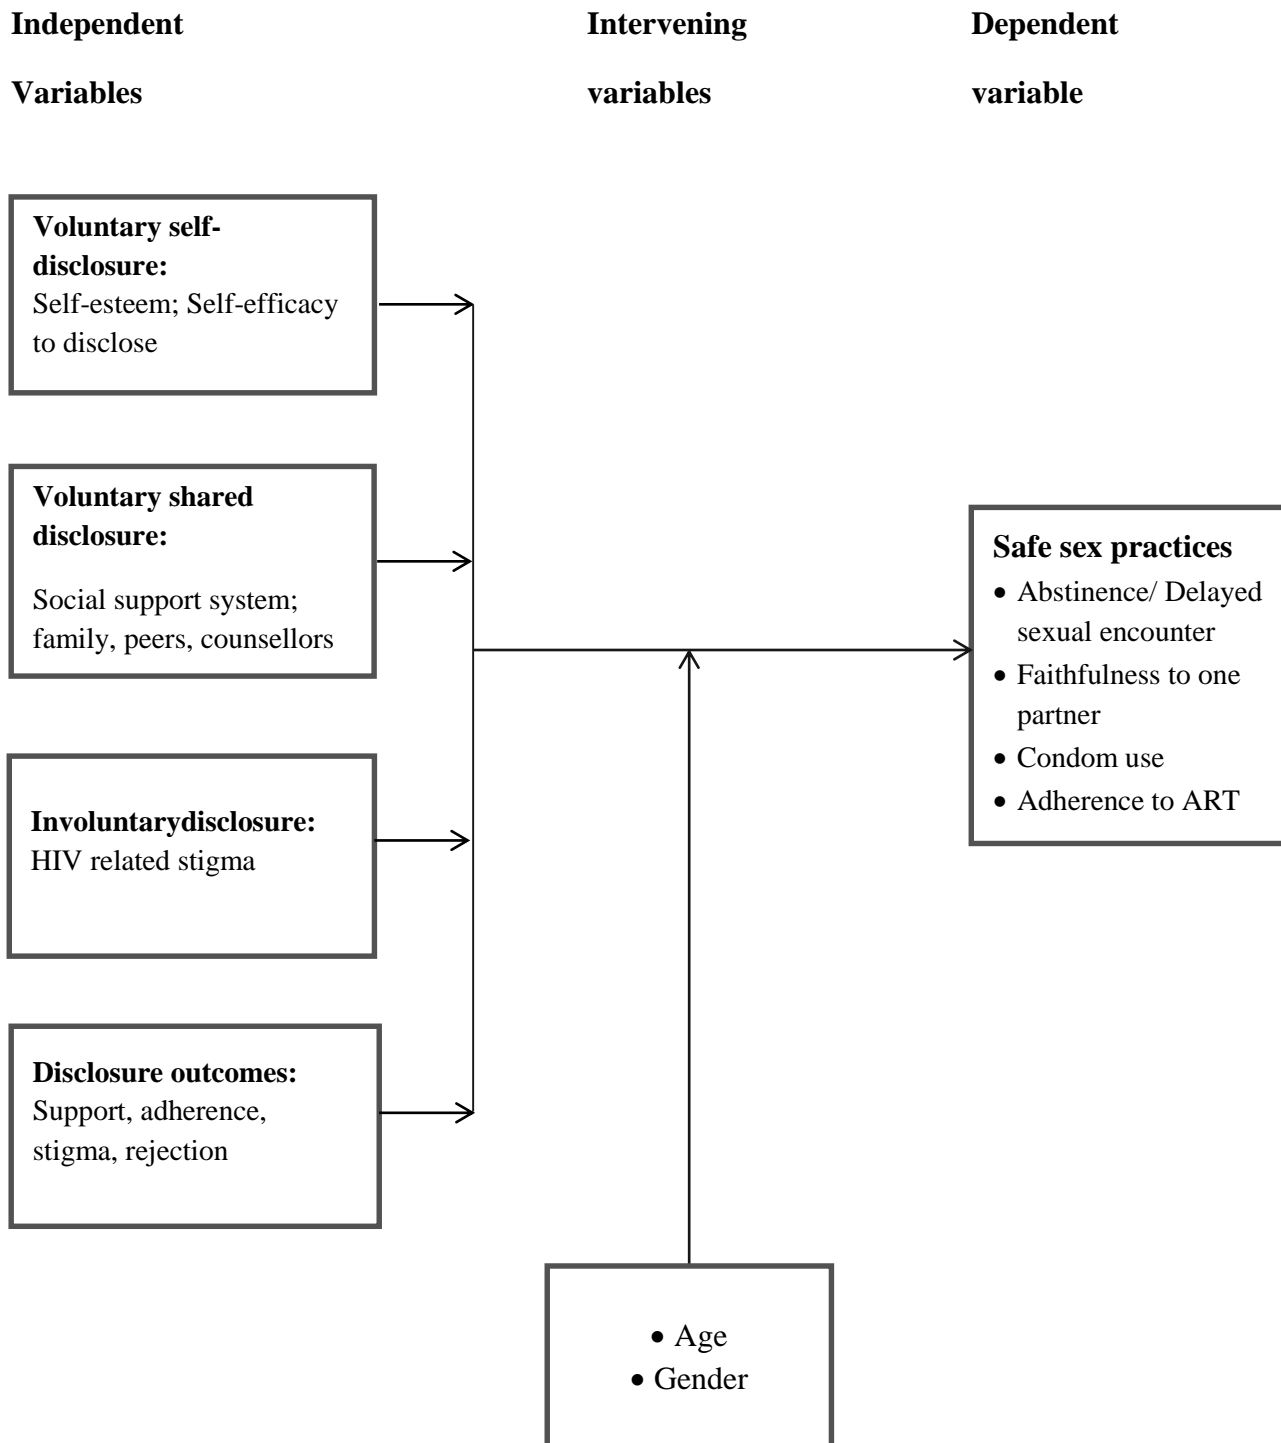 Independent
Variables
Intervening
variables
Dependent
variable
Voluntary self-
disclosure:
Self-esteem; Self-efficacy
to disclose
Voluntary shared
disclosure:
Social support system;
family, peers, counsellors
Involuntarydisclosure:
HIV related stigma
Disclosure outcomes:
Support, adherence,
stigma, rejection
Safe sex practices
• Abstinence/ Delayed
sexual encounter
• Faithfulness to one
partner
• Condom use
• Adherence to ART
• Age
• Gender